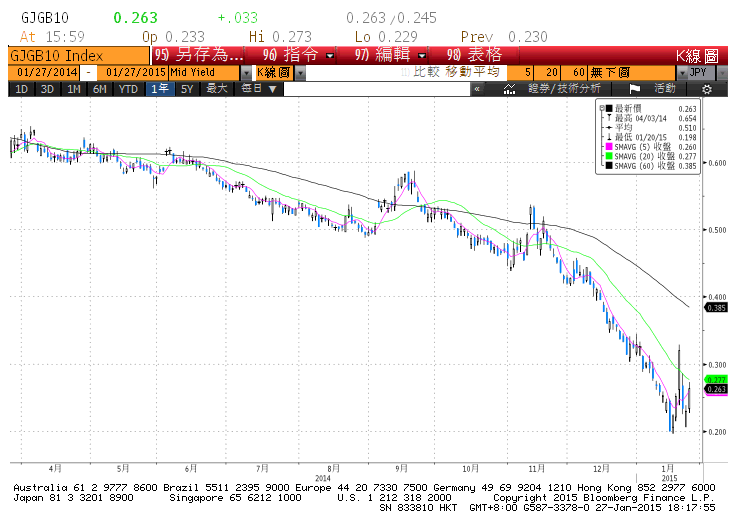 GJGB10 0.263 +.033 0.263/0.245
At 15:59 Op 0.233 Hi 0.273 Lo 0.229 Prev 0.230
GJGB10 Index 95) 另存為... 96) 指令 97) 編輯 98) 表格 K線圖
01/27/2014 - 01/27/2015 Mid Yield K線圖 比較 移動平均 5 20 60 無下圖 JPY
1D 3D 1M 6M YTD 1年 5Y 最大 每日 ▼ « 證券/技術分析 活動
最新價 0.263
最高 04/03/14 0.654
平均 0.510
最低 01/20/15 0.198
SMAVG (5) 收盤 0.260
SMAVG (20) 收盤 0.277
SMAVG (60) 收盤 0.385
0.600
0.500
0.400
0.385
0.300
0.277
0.263
0.200
4月 5月 6月 7月 8月 9月 10月 11月 12月 1月
2014 2015
Australia 61 2 9777 8600 Brazil 5511 2395 9000 Europe 44 20 7330 7500 Germany 49 69 9204 1210 Hong Kong 852 2977 6000
Japan 81 3 3201 8900 Singapore 65 6212 1000 U.S. 1 212 318 2000 Copyright 2015 Bloomberg Finance L.P.
SN 833810 HKT GMT+8:00 G587-3378-0 27-Jan-2015 18:17:55